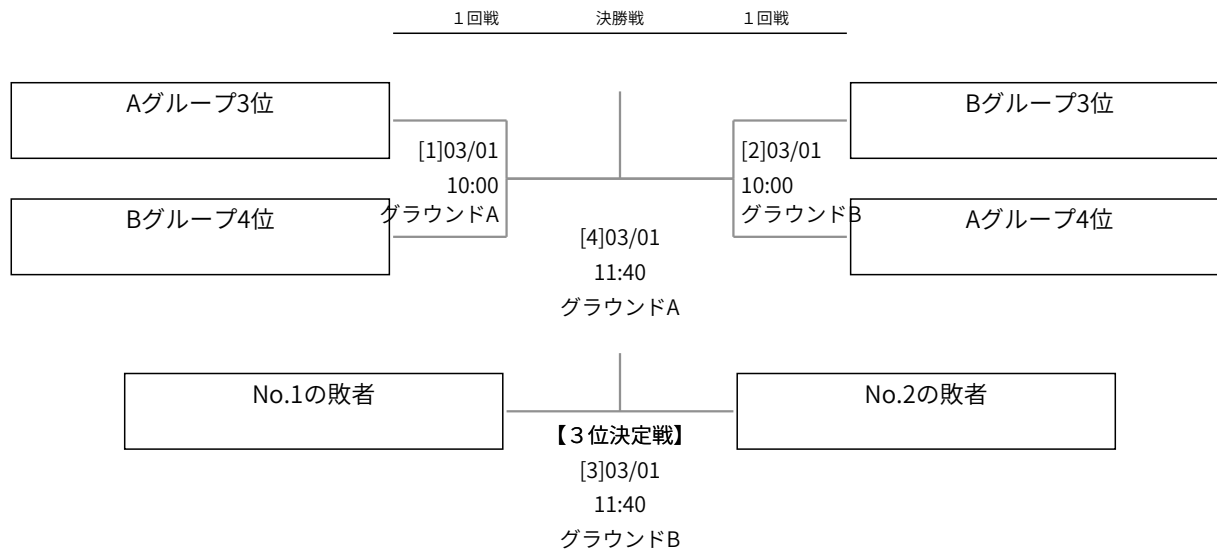 １回戦
決勝戦
１回戦
Aグループ3位
Bグループ3位
[1]03/01
10:00
グラウンドA
[2]03/01
10:00
グラウンドB
Bグループ4位
Aグループ4位
[4]03/01
11:40
グラウンドA
No.1の敗者
No.2の敗者
【３位決定戦】
[3]03/01
11:40
グラウンドB